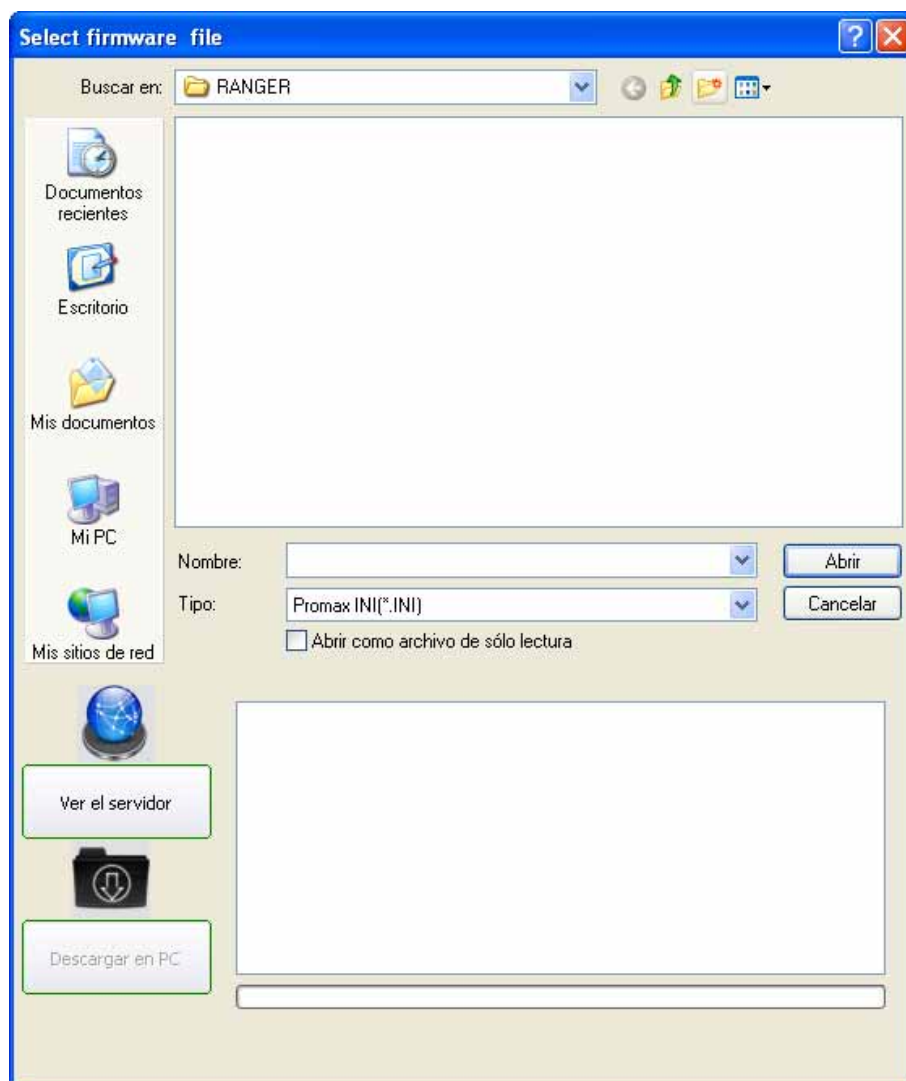 Select firmware file
Buscar en:
RANGER
Documentos
recientes
Escritorio
Mis documentos
Mi PC
Mis sitios de red
Nombre:
Abrir
Tipo:
Promax INI(*.INI)
Cancelar
Abrir como archivo de sólo lectura
Ver el servidor
Descargar en PC